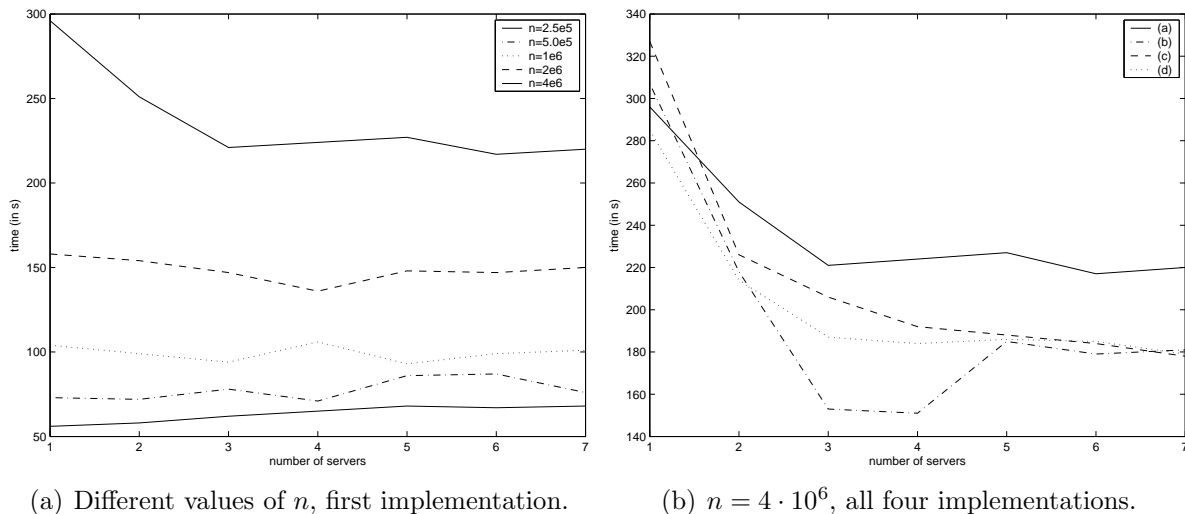 300
250
200
150
100
50
time (in s)
1 2 3 4 5 6 7
number of servers
n=2.5e5
n=5.0e5
n=1e6
n=2e6
n=4e6
(a) Different values of n, first implementation.
340
320
300
280
260
240
220
200
180
160
140
time (in s)
1 2 3 4 5 6 7
number of servers
(a)
(b)
(c)
(d)
(b) n = 4 · 10⁶, all four implementations.